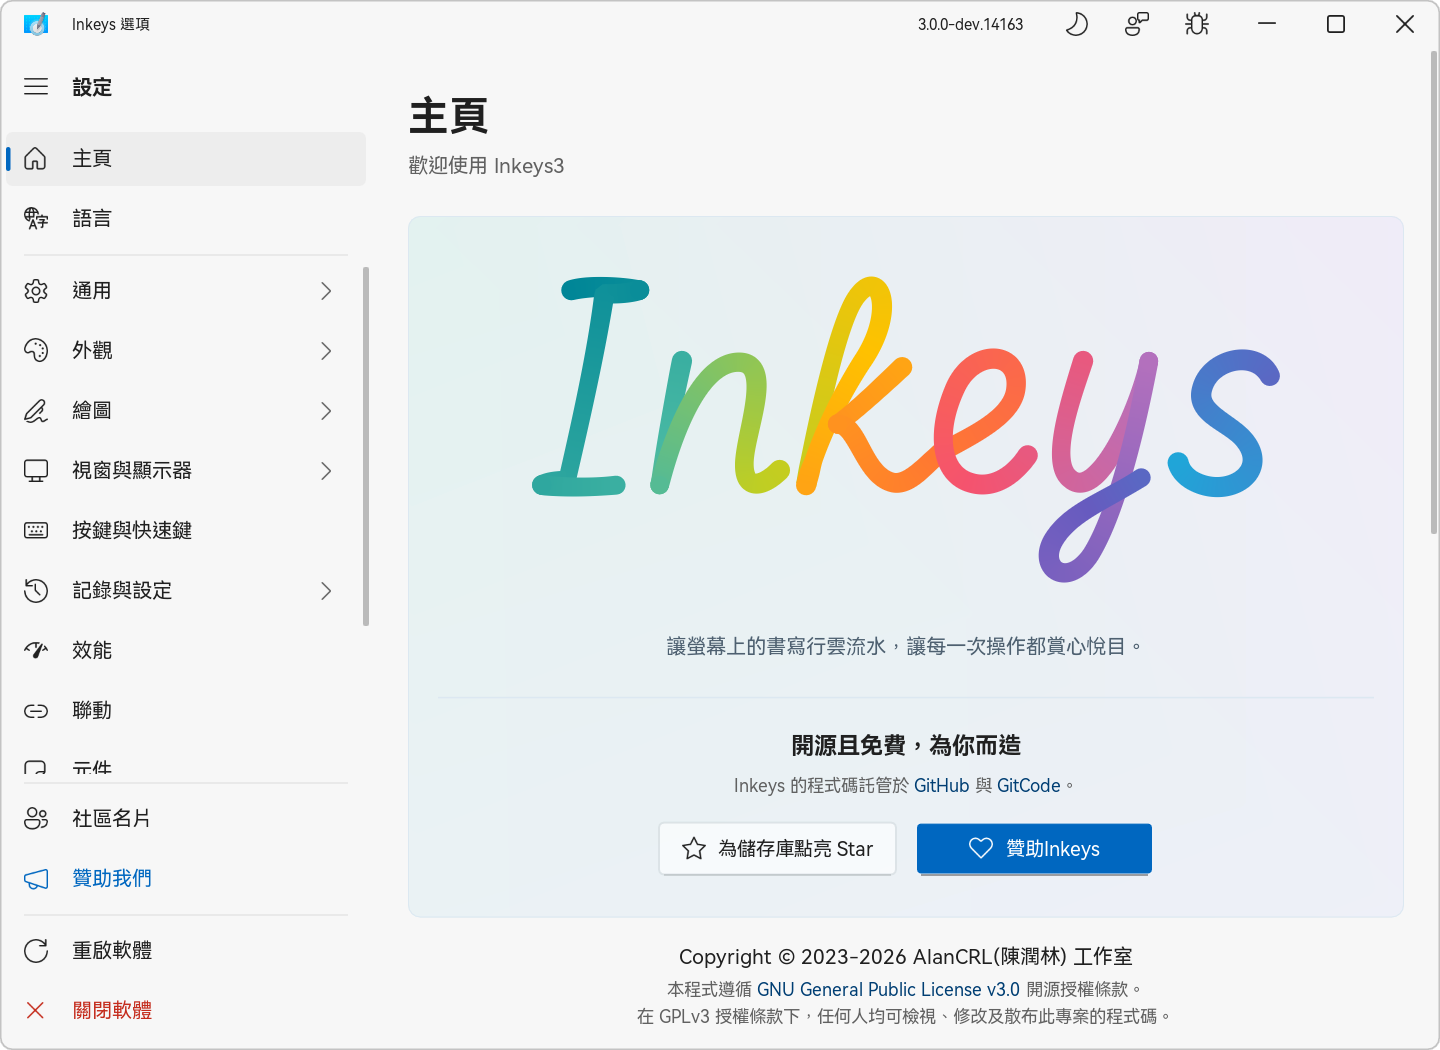 Inkeys 選項
3.0.0-dev.14163
設定
主頁
語言
通用
外觀
繪圖
視窗與顯示器
按鍵與快速鍵
記錄與設定
效能
聯動
元件
社區名片
贊助我們
重啟軟體
關閉軟體
主頁
歡迎使用 Inkeys3
Inkeys
讓螢幕上的書寫行雲流水，讓每一次操作都賞心悅目。
開源且免費，為你而造
Inkeys 的程式碼託管於 GitHub 與 GitCode。
為儲存庫點亮 Star
贊助Inkeys
Copyright © 2023-2026 AlanCRL(陳潤林) 工作室
本程式遵循 GNU General Public License v3.0 開源授權條款。
在 GPLv3 授權條款下，任何人均可檢視、修改及散布此專案的程式碼。